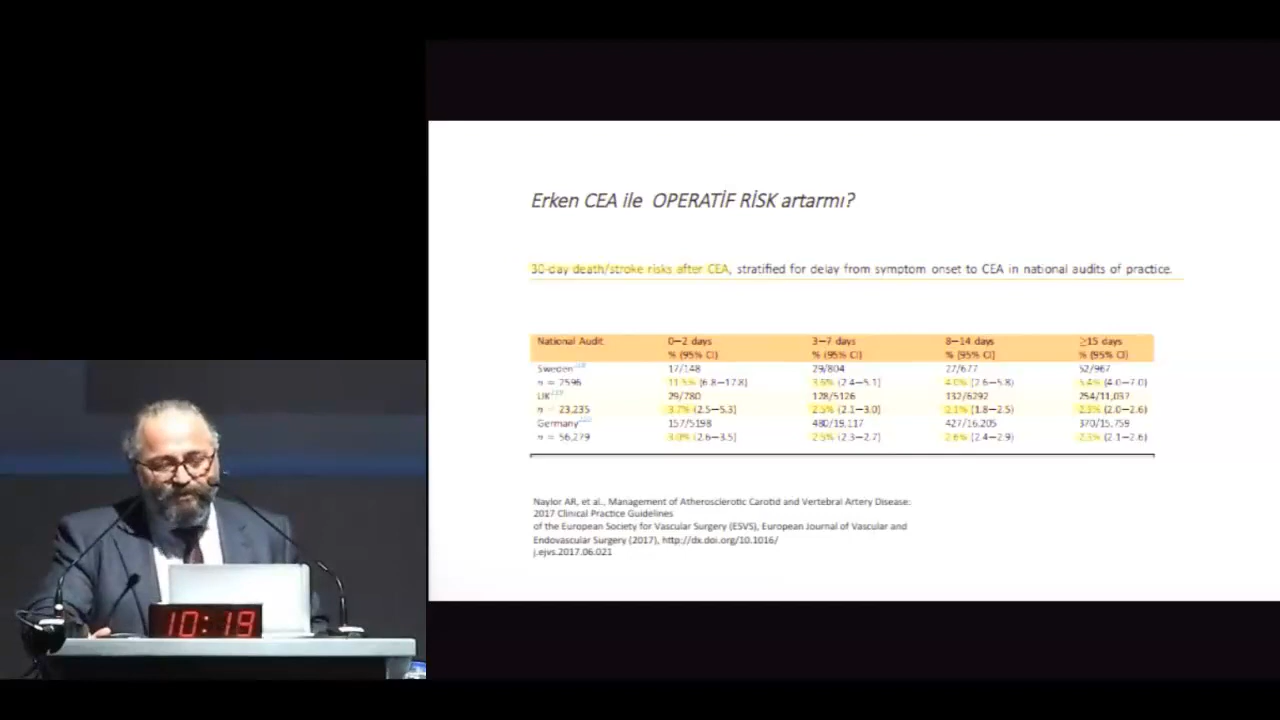 Erken CEA ile OPERATİF RİSK artarmı?
30-day death/stroke risks after CEA, stratified for delay from symptom onset to CEA in national audits of practice.
National Audit 0–2 days 3–7 days 8–14 days ≥15 days
% (95% CI) % (95% CI) % (95% CI) % (95% CI)
Sweden 17/148 29/804 27/677 52/967
n = 2596 11.5% (6.8–17.8) 3.6% (2.4–5.1) 4.0% (2.6–5.8) 5.4% (4.0–7.0)
UK 29/780 128/5126 132/6292 254/11,037
n = 23,235 3.7% (2.5–5.3) 2.5% (2.1–3.0) 2.1% (1.8–2.5) 2.3% (2.0–2.6)
Germany 157/5198 480/19,117 427/16,205 370/15,759
n = 56,279 3.0% (2.6–3.5) 2.5% (2.3–2.7) 2.6% (2.4–2.9) 2.3% (2.1–2.6)
Naylor AR, et al., Management of Atherosclerotic Carotid and Vertebral Artery Disease:
2017 Clinical Practice Guidelines
of the European Society for Vascular Surgery (ESVS), European Journal of Vascular and
Endovascular Surgery (2017), http://dx.doi.org/10.1016/
j.ejvs.2017.06.021
10:19